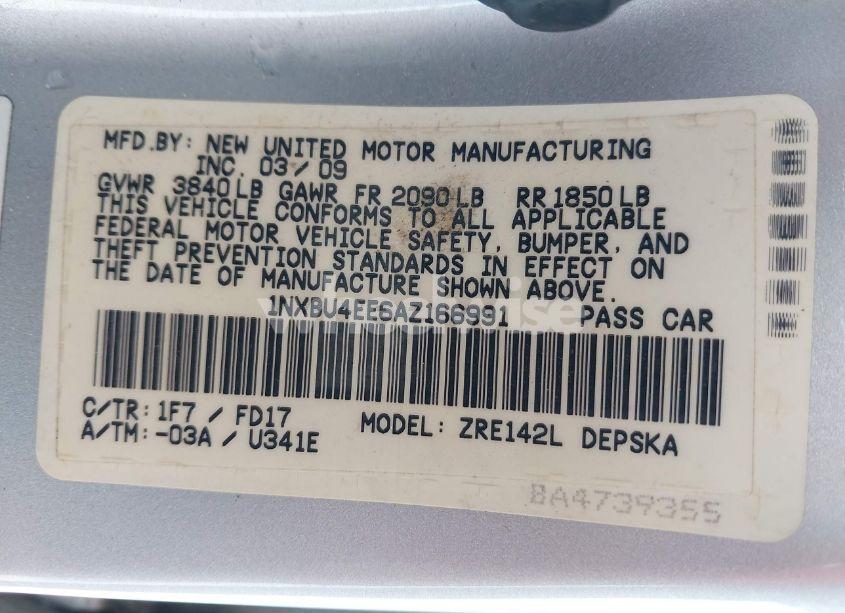 MFD.BY: NEW UNITED MOTOR MANUFACTURING
INC. 03/09
GVWR 3840LB GAWR FR 2090LB RR 1850LB
THIS VEHICLE CONFORMS TO ALL APPLICABLE
FEDERAL MOTOR VEHICLE SAFETY, BUMPER, AND
THEFT PREVENTION STANDARDS IN EFFECT ON
THE DATE OF MANUFACTURE SHOWN ABOVE.
1NXBU4EE6AZ166991 PASS CAR
C/TR: 1F7 / FD17
A/TM: -03A / U341E
MODEL: ZRE142L DEPSKA
BA4739355